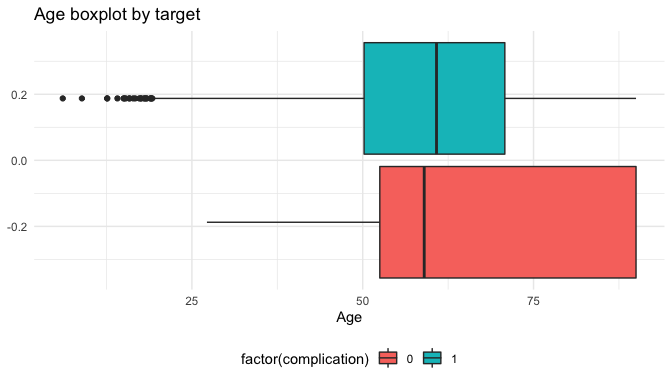 Age boxplot by target
0.2
0.0
-0.2
25 50 75
Age
factor(complication) 0 1